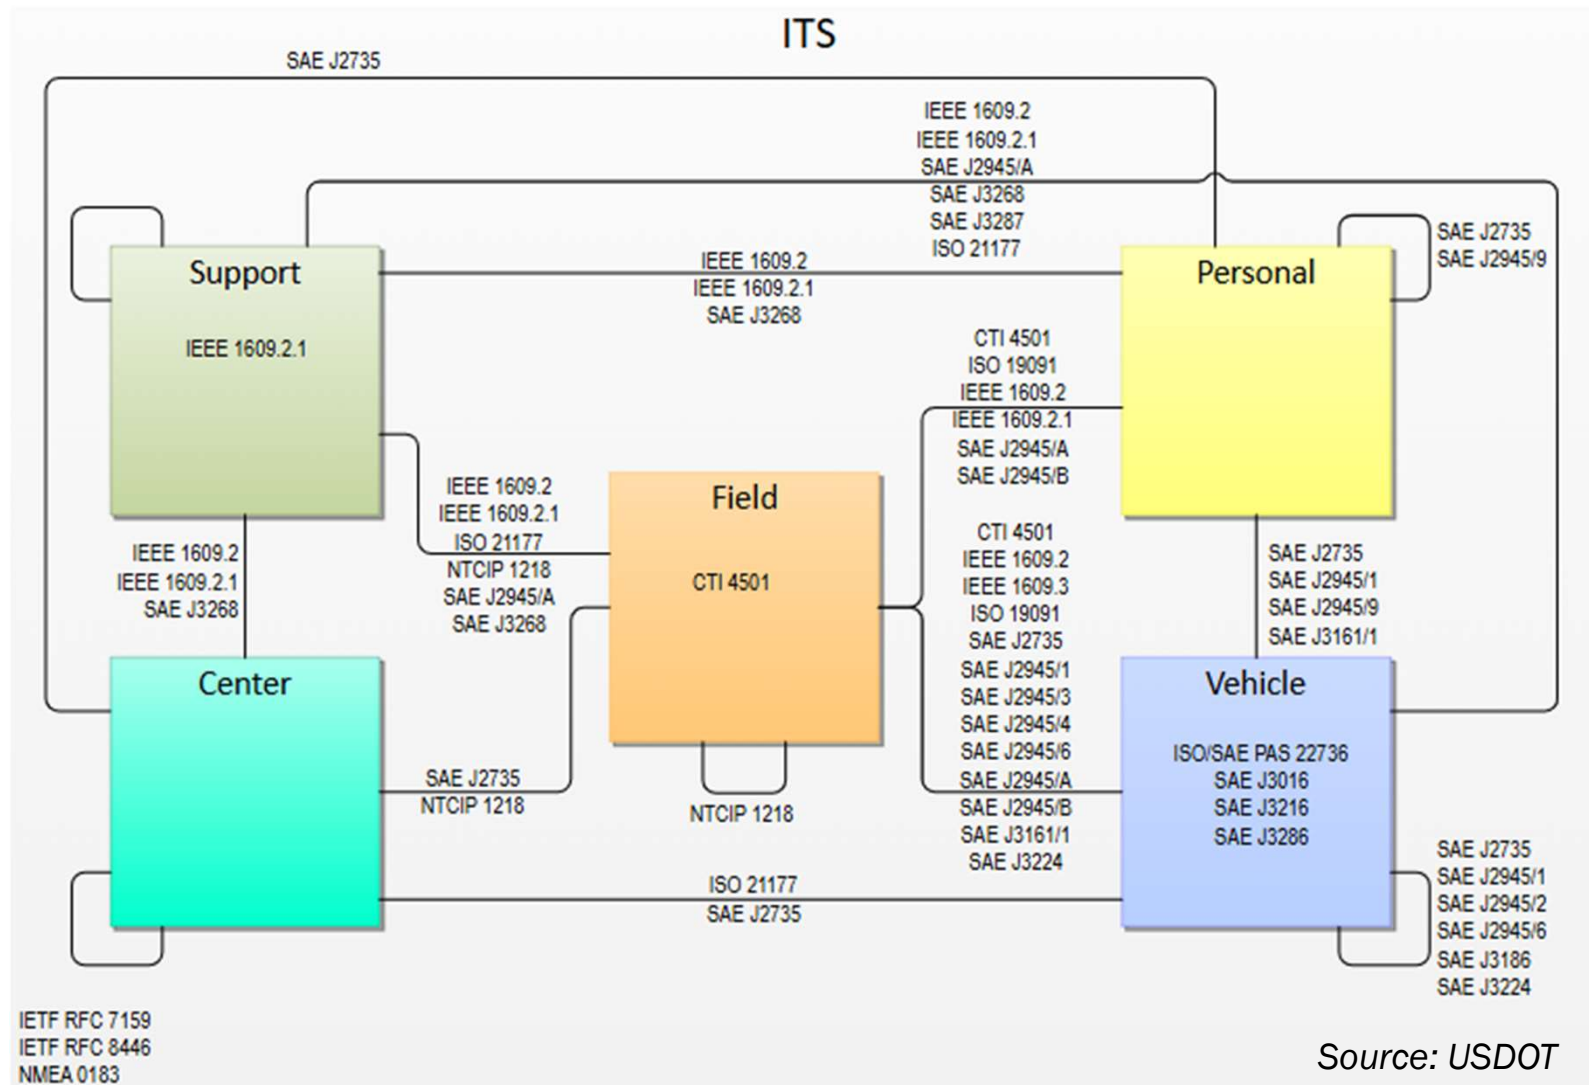 ITS
SAE J2735
IEEE 1609.2
IEEE 1609.2.1
SAE J2945/A
SAE J3268
SAE J3287
ISO 21177
Support
IEEE 1609.2.1
IEEE 1609.2
IEEE 1609.2.1
SAE J3268
Personal
SAE J2735
SAE J2945/9
CTI 4501
ISO 19091
IEEE 1609.2
IEEE 1609.2.1
SAE J2945/A
SAE J2945/B
IEEE 1609.2
IEEE 1609.2.1
ISO 21177
NTCIP 1218
SAE J2945/A
SAE J3268
Field
CTI 4501
IEEE 1609.2
IEEE 1609.2.1
SAE J3268
CTI 4501
IEEE 1609.2
IEEE 1609.3
ISO 19091
SAE J2735
SAE J2945/1
SAE J2945/3
SAE J2945/4
SAE J2945/6
SAE J2945/A
SAE J2945/B
SAE J3161/1
SAE J3224
SAE J2735
SAE J2945/1
SAE J2945/9
SAE J3161/1
Center
SAE J2735
NTCIP 1218
NTCIP 1218
Vehicle
ISO/SAE PAS 22736
SAE J3016
SAE J3216
SAE J3286
ISO 21177
SAE J2735
SAE J2735
SAE J2945/1
SAE J2945/2
SAE J2945/6
SAE J3186
SAE J3224
IETF RFC 7159
IETF RFC 8446
NMEA 0183
Source: USDOT